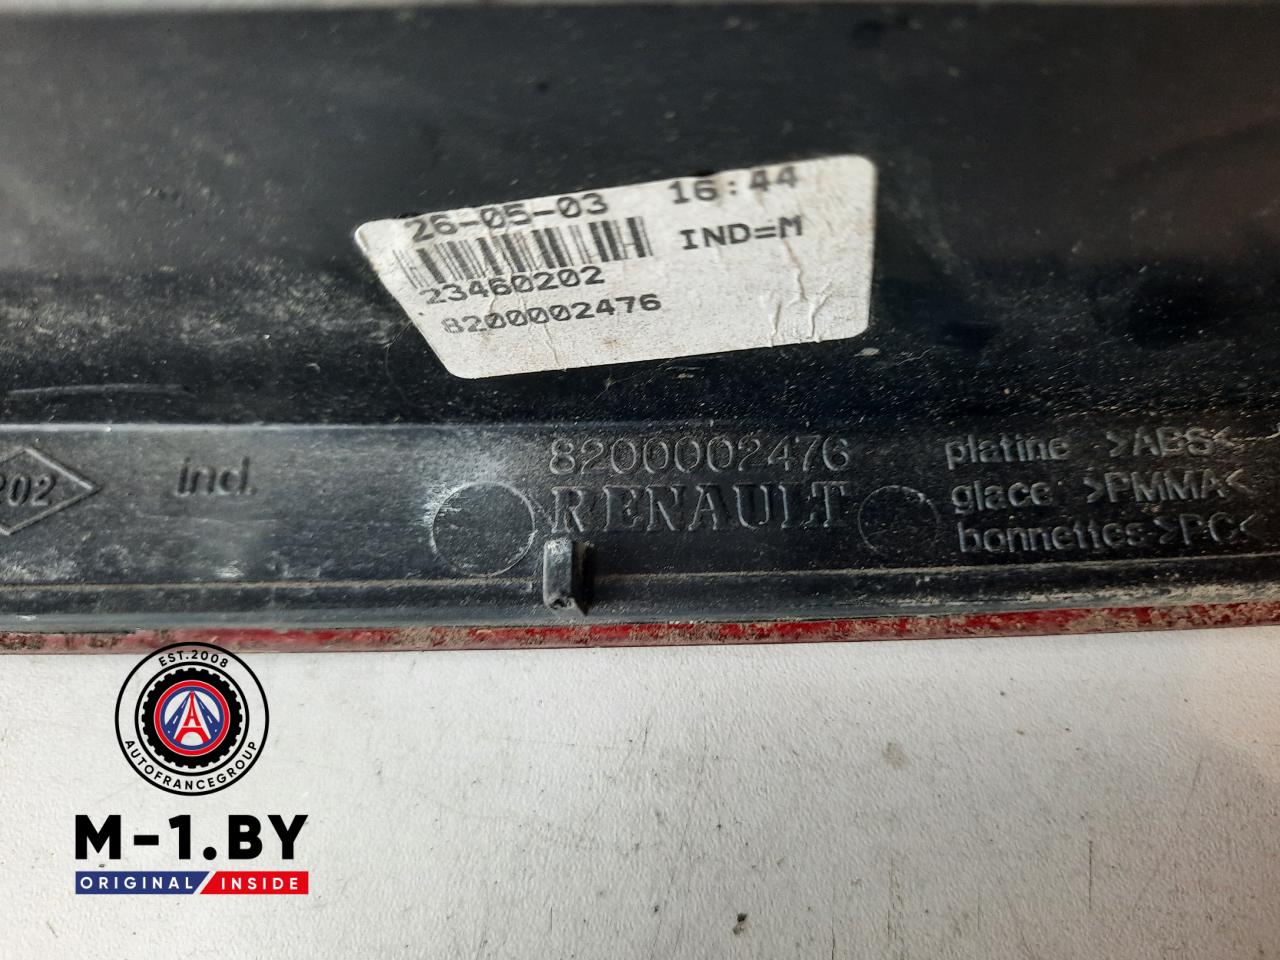 26-05-03 16:44
IND=M
23460202
8200002476
202
incl.
8200002476
RENAULT
platine >ABS<
glace >PMMA<
bonnettes >PC<
EST.2008
AUTOFRANCEGROUP
M-1.BY
ORIGINAL / INSIDE